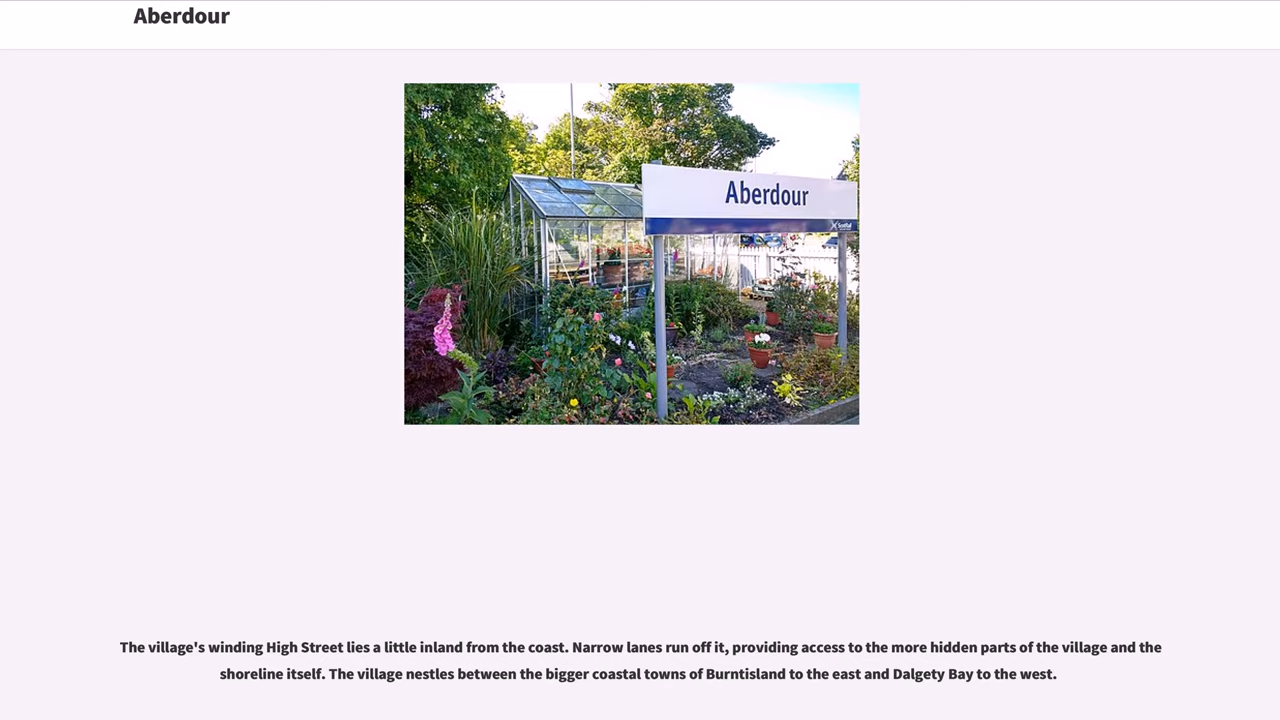 Aberdour
Aberdour
ScotRail
The village's winding High Street lies a little inland from the coast. Narrow lanes run off it, providing access to the more hidden parts of the village and the
shoreline itself. The village nestles between the bigger coastal towns of Burntisland to the east and Dalgety Bay to the west.